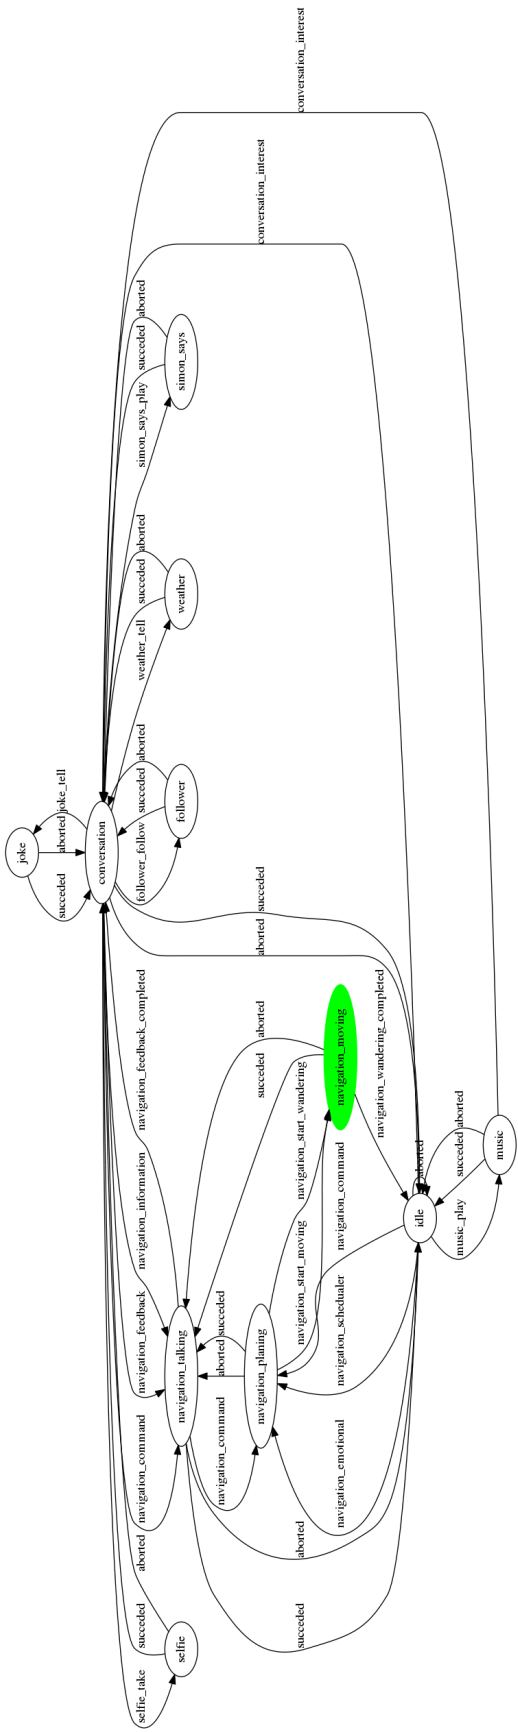 conversation_interest
conversation_interest
aborted
succeded
simon_says_play
simon_says
aborted
succeded
weather_tell
weather
aborted
succeded
follower_follow
follower
joke_tell
aborted
succeded
joke
conversation
succeded
aborted
navigation_feedback_completed
navigation_information
navigation_feedback
navigation_command
aborted
succeded
selfie_take
selfie
aborted
succeded
navigation_start_wandering
navigation_start_moving
navigation_moving
navigation_wandering_completed
navigation_command
navigation_schedualer
navigation_emotional
navigation_talking
succeded
aborted
navigation_command
navigation_planing
aborted
succeded
aborted
idle
aborted
succeded
music_play
music